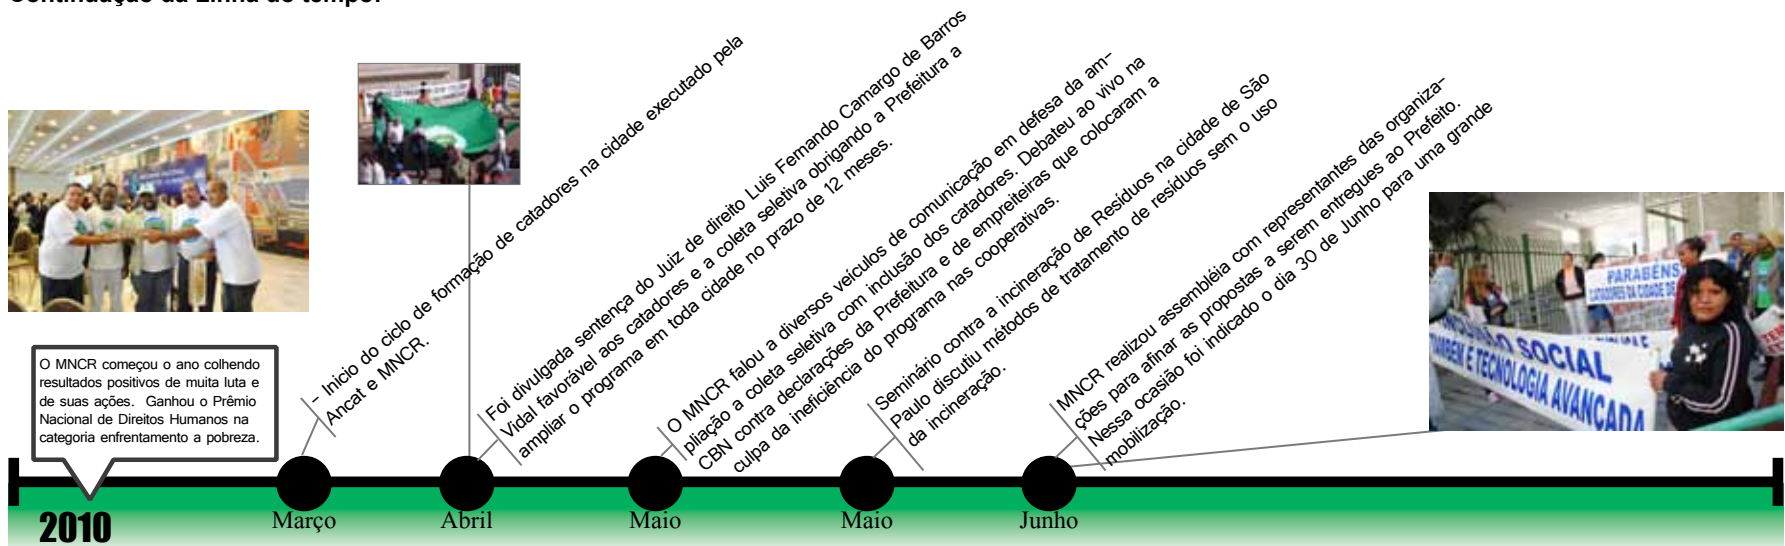 Continuação da Linha do tempo:
O MNCR começou o ano colhendo
resultados positivos de muita luta e
de suas ações. Ganhou o Prêmio
Nacional de Direitos Humanos na
categoria enfrentamento a pobreza.
- Inicio do ciclo de formação de catadores na cidade executado pela
Ancat e MNCR.
Foi divulgada sentença do Juiz de direito Luis Fernando Camargo de Barros
Vidal favorável aos catadores e a coleta seletiva obrigando a Prefeitura a
ampliar o programa em toda cidade no prazo de 12 meses.
O MNCR falou a diversos veículos de comunicação em defesa da am-
pliação a coleta seletiva com inclusão dos catadores. Debateu ao vivo na
CBN contra declarações da Prefeitura e de empreiteiras que colocaram a
culpa da ineficiência do programa nas cooperativas.
Seminário contra a incineração de Resíduos na cidade de São
Paulo discutiu métodos de tratamento de resíduos sem o uso
da incineração.
MNCR realizou assembléia com representantes das organiza-
ções para afinar as propostas a serem entregues ao Prefeito.
Nessa ocasião foi indicado o dia 30 de Junho para uma grande
mobilização.
PARABÉNS
CATADORES DA CIDADE DE
SOCIAL
TAMBEM É TECNOLOGIA AVANÇADA
2010
Março
Abril
Maio
Maio
Junho